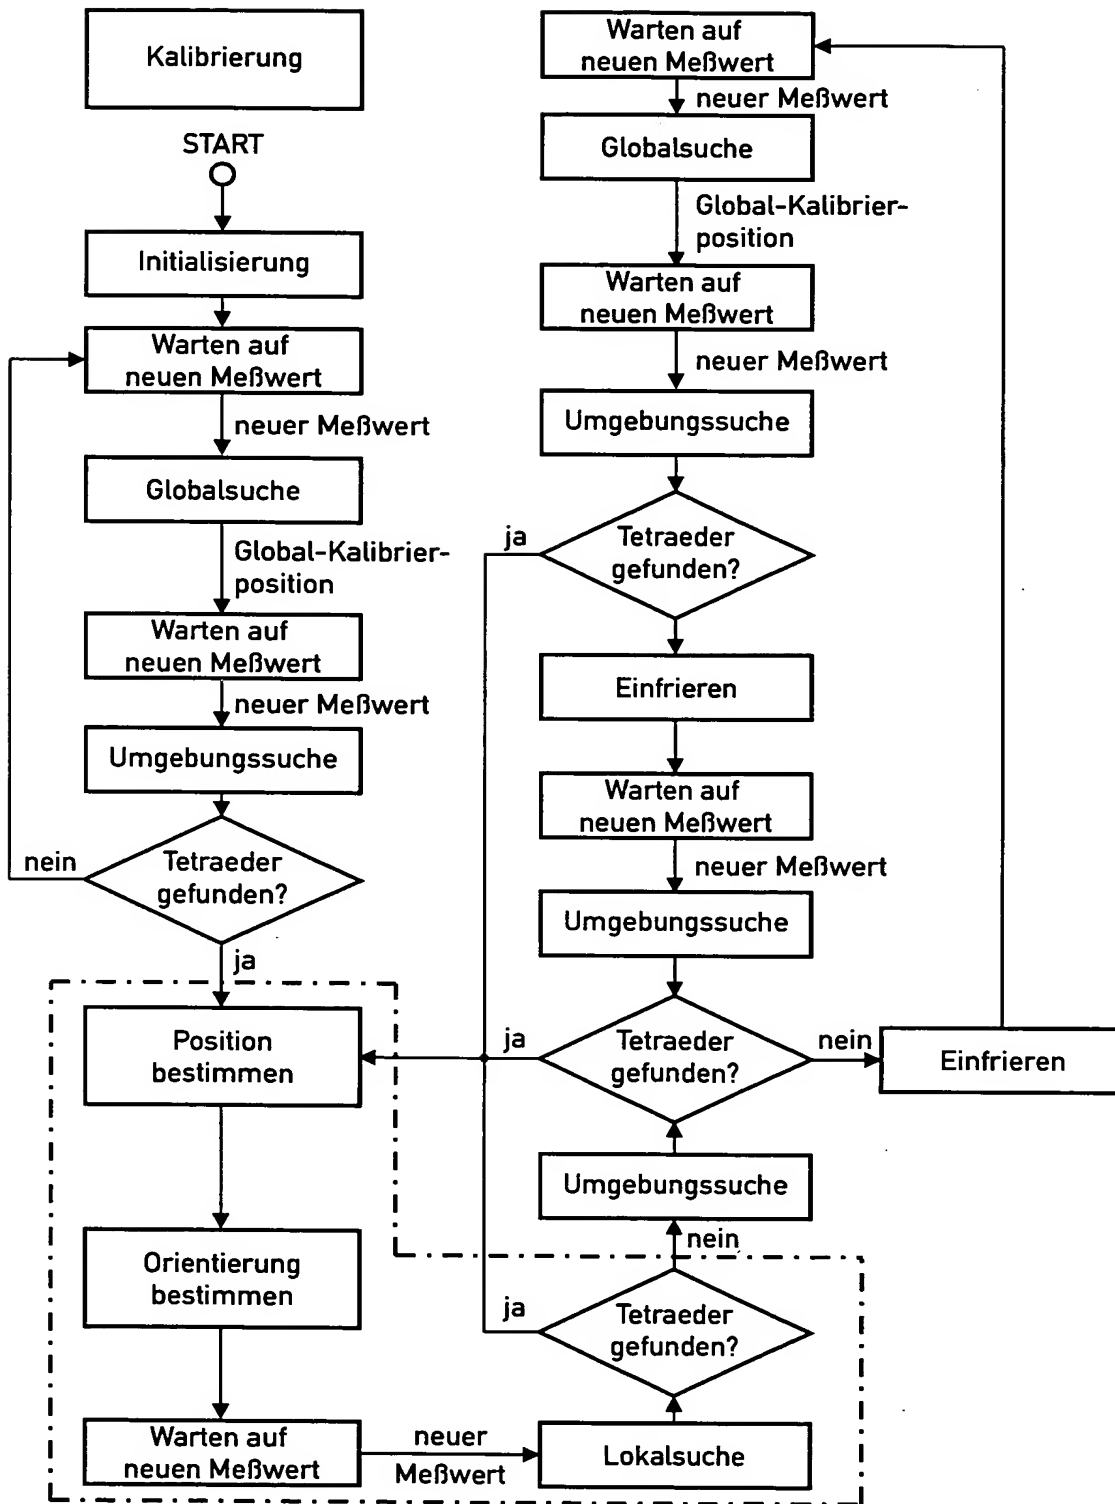 Kalibrierung
START
Initialisierung
Warten auf
neuen Meßwert
neuer Meßwert
Globalsuche
Global-Kalibrier-
position
Warten auf
neuen Meßwert
neuer Meßwert
Umgebungssuche
nein
Tetraeder
gefunden?
ja
Position
bestimmen
Orientierung
bestimmen
Warten auf
neuen Meßwert
neuer
Meßwert
Lokalsuche
Tetraeder
gefunden?
ja
nein
Umgebungssuche
Warten auf
neuen Meßwert
neuer Meßwert
Globalsuche
Global-Kalibrier-
position
Warten auf
neuen Meßwert
neuer Meßwert
Umgebungssuche
ja
Tetraeder
gefunden?
Einfrieren
Warten auf
neuen Meßwert
neuer Meßwert
Umgebungssuche
ja
Tetraeder
gefunden?
nein
Einfrieren